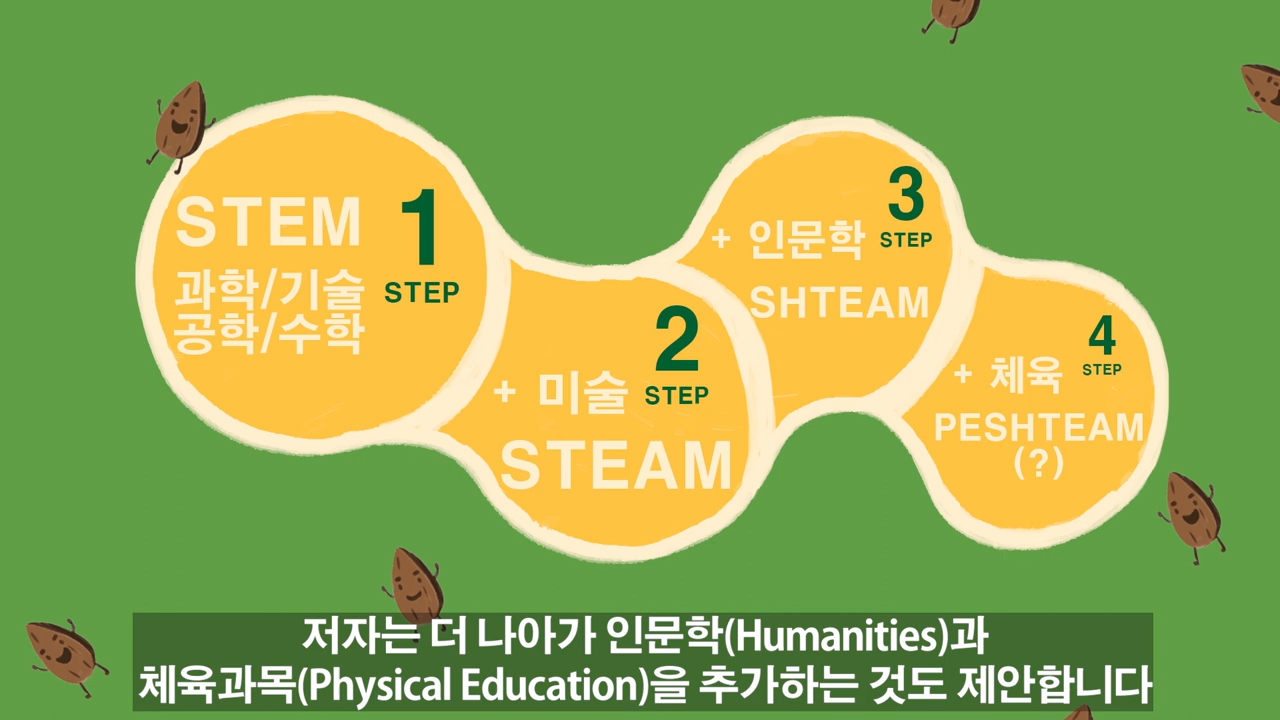 STEM
과학/기술
공학/수학
1
STEP
+ 미술
STEAM
2
STEP
+ 인문학
SHTEAM
3
STEP
+ 체육
PESHTEAM
(?)
4
STEP
저자는 더 나아가 인문학(Humanities)과
체육과목(Physical Education)을 추가하는 것도 제안합니다